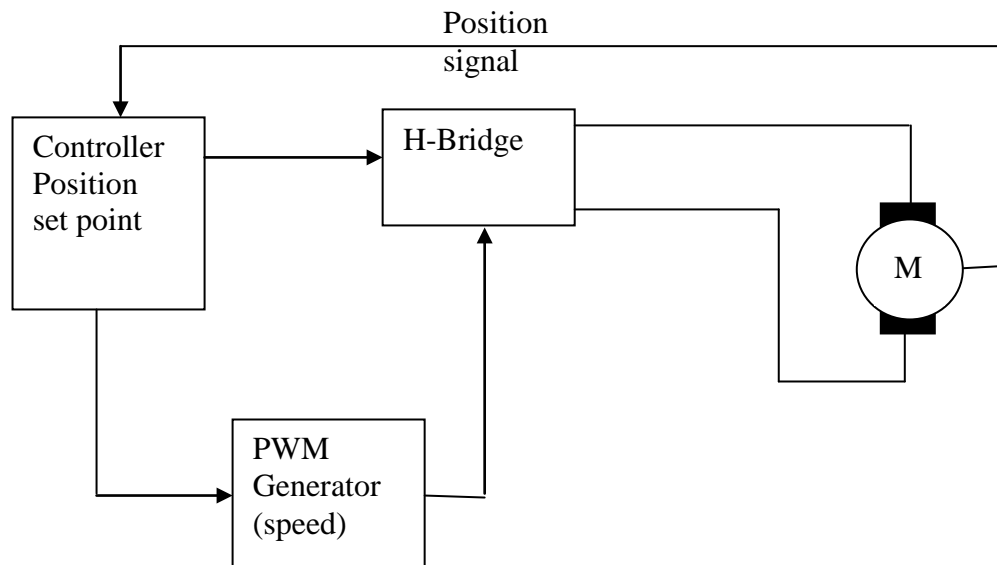 Position
signal
Controller
Position
set point
H-Bridge
M
PWM
Generator
(speed)